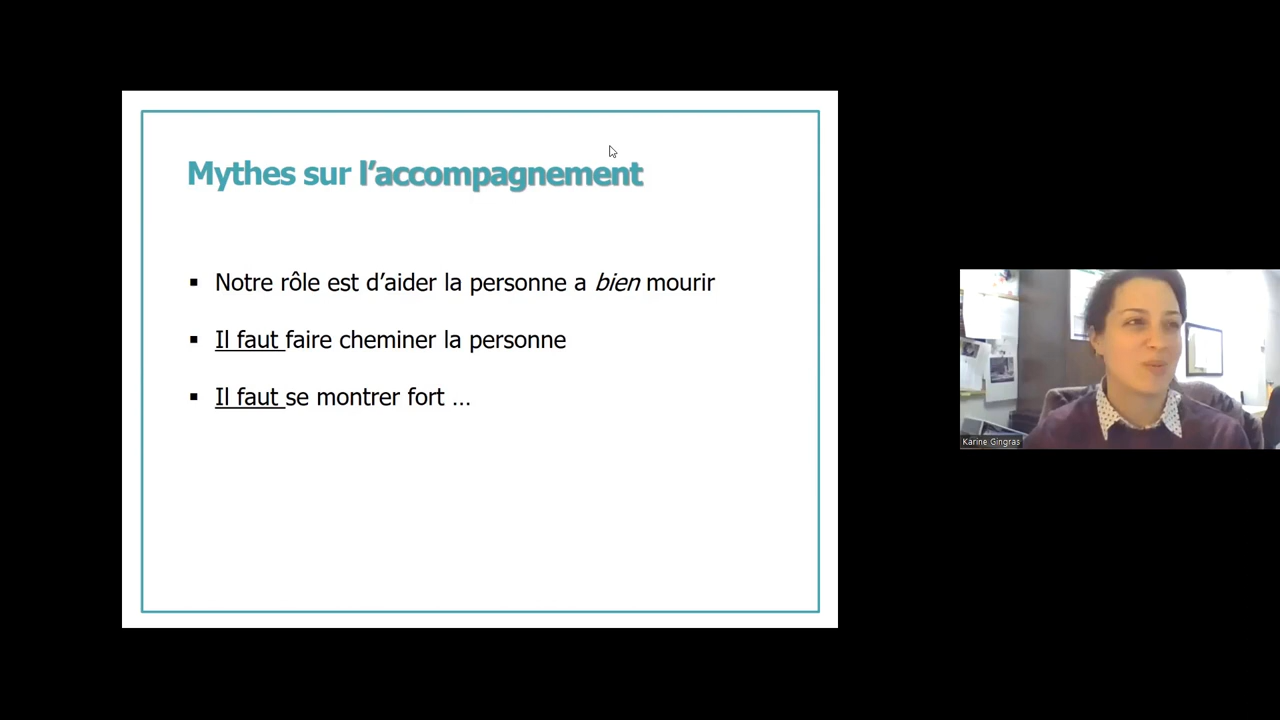 Mythes sur l’accompagnement
▪ Notre rôle est d’aider la personne a bien mourir
▪ Il faut faire cheminer la personne
▪ Il faut se montrer fort …
Karine Gingras